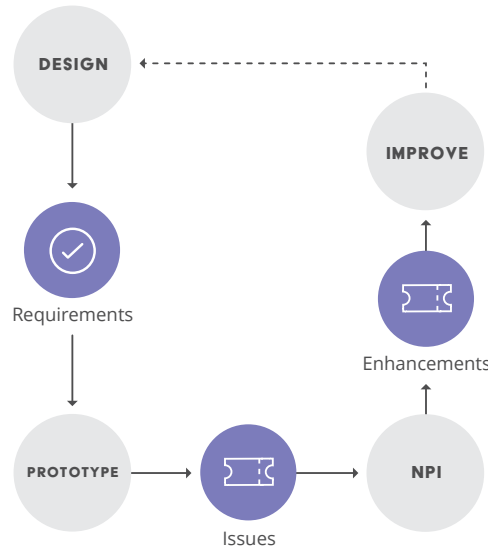 DESIGN
IMPROVE
Requirements
Enhancements
PROTOTYPE
NPI
Issues